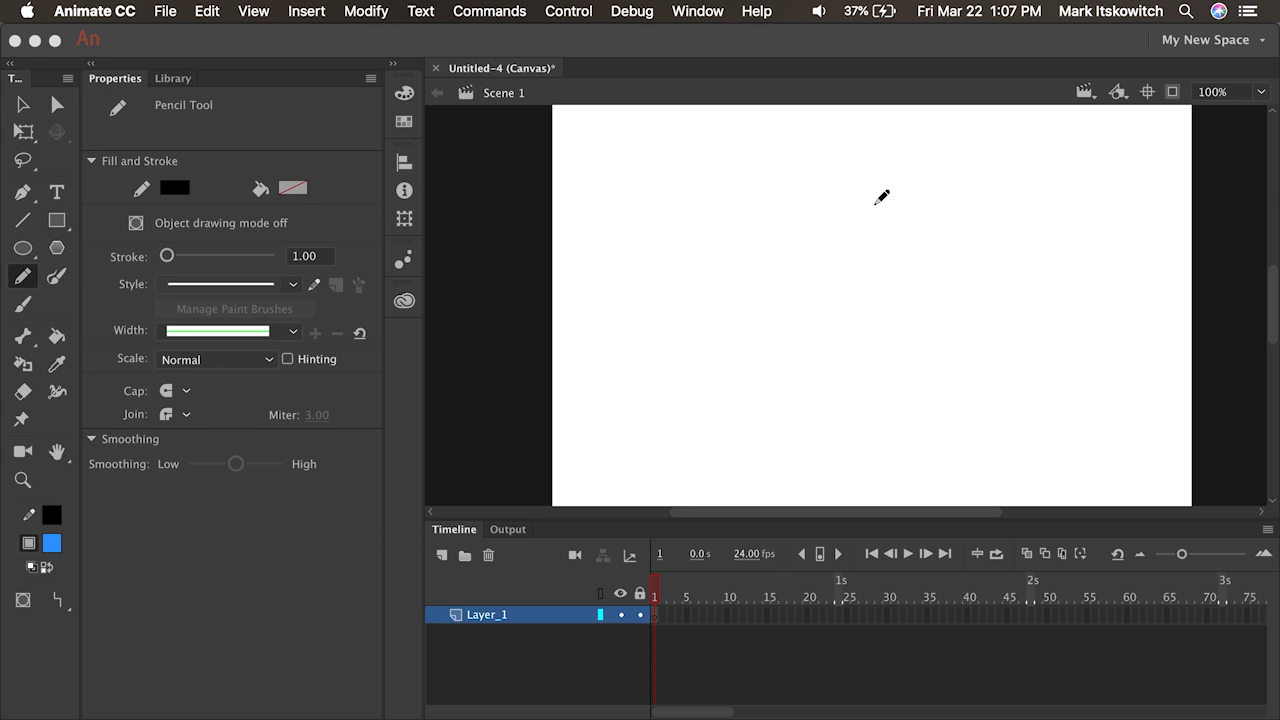 Animate CC File Edit View Insert Modify Text Commands Control Debug Window Help 37% Fri Mar 22 1:07 PM Mark Itskowitch
An My New Space
T... Properties Library Untitled-4 (Canvas)*
Pencil Tool Scene 1 100%
Fill and Stroke
Object drawing mode off
Stroke: 1.00
Style:
Manage Paint Brushes
Width:
Scale: Normal Hinting
Cap:
Join: Miter: 3.00
Smoothing
Smoothing: Low High
Timeline Output
1 0.0 s 24.00 fps
1s 2s 3s
1 5 10 15 20 25 30 35 40 45 50 55 60 65 70 75
Layer_1